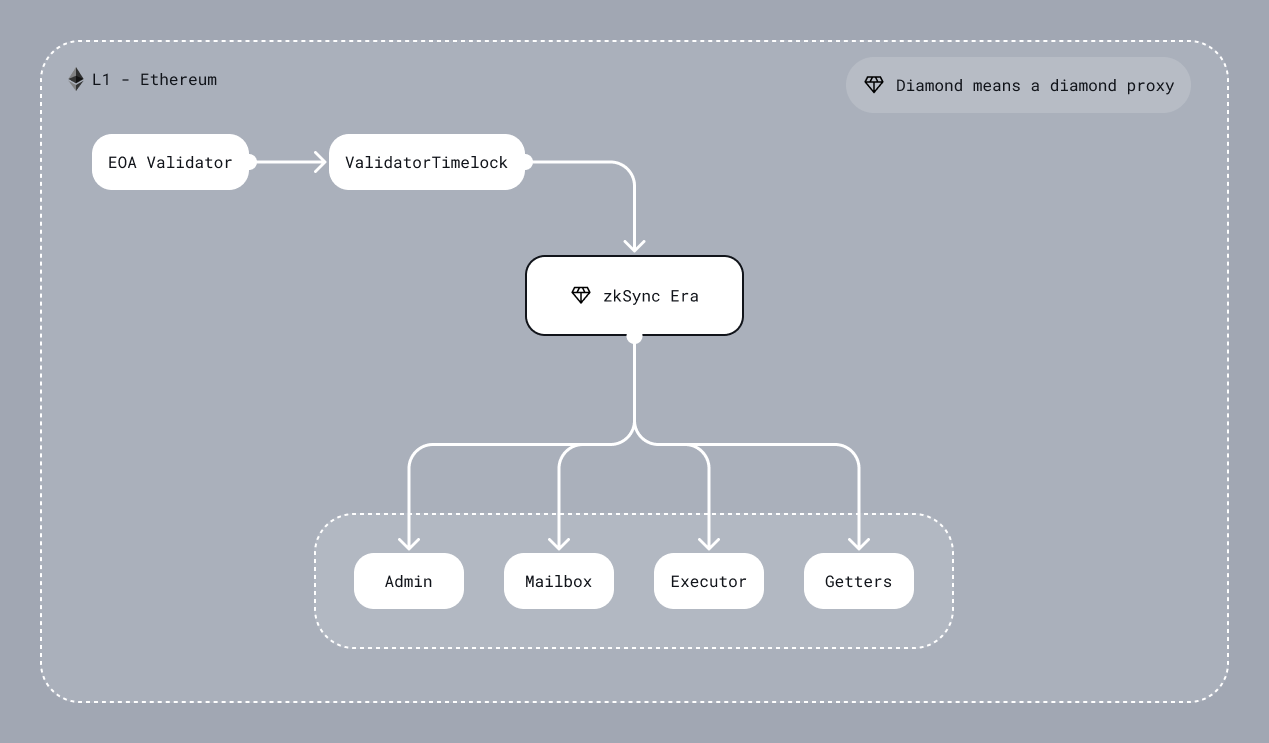 L1 - Ethereum
Diamond means a diamond proxy
EOA Validator
ValidatorTimelock
zkSync Era
Admin
Mailbox
Executor
Getters